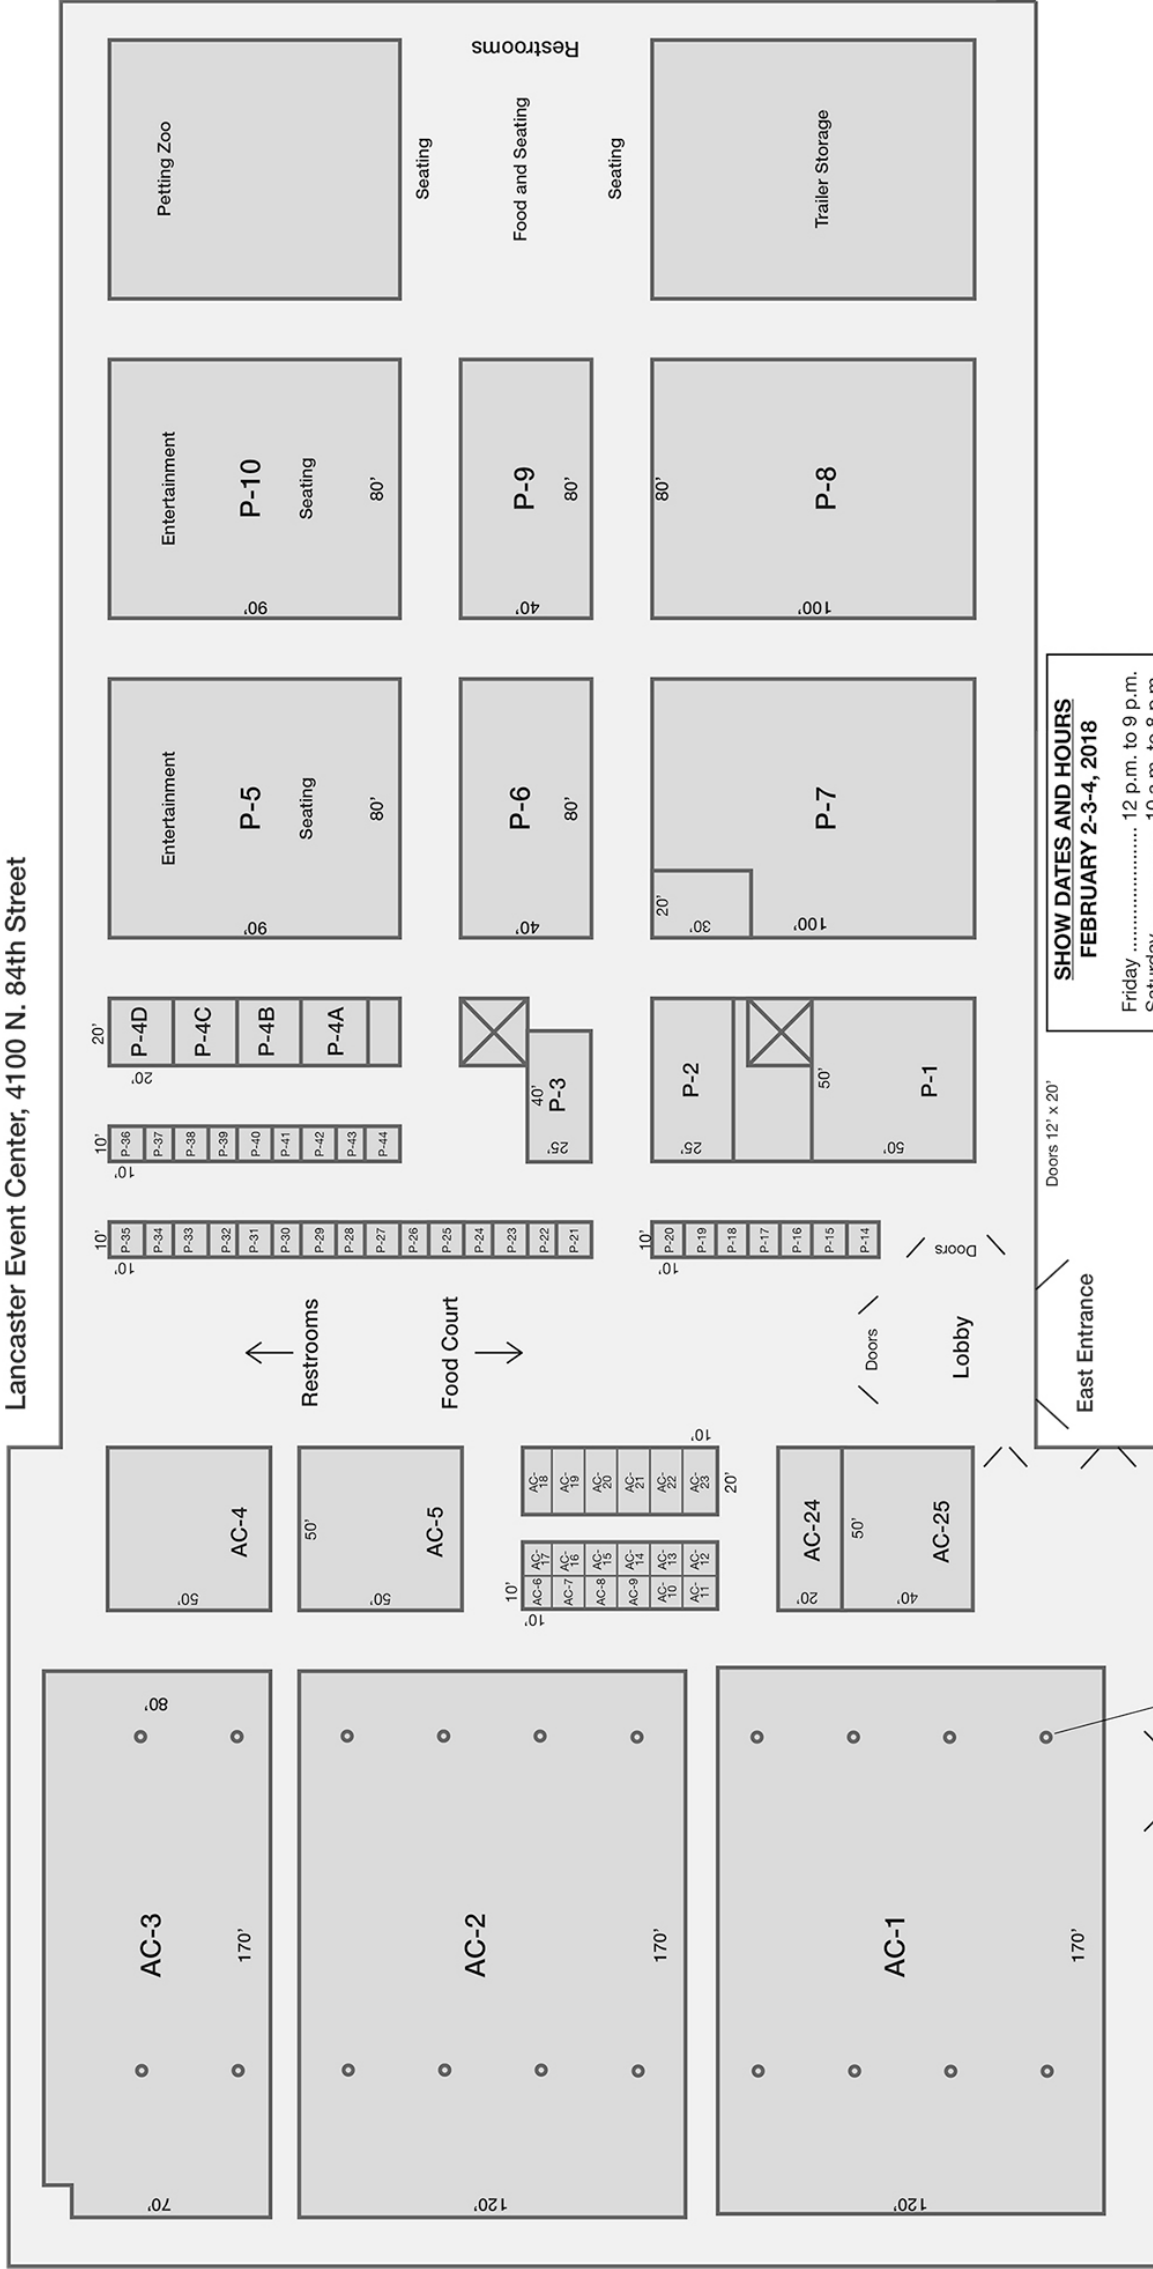 Lancaster Event Center, 4100 N. 84th Street
Petting Zoo
Restrooms
Seating
Food and Seating
Seating
Trailer Storage
Entertainment
P-10
Seating
80'
90'
P-9
80'
40'
80'
P-8
100'
Entertainment
P-5
Seating
80'
90'
P-6
80'
40'
P-7
20'
30'
100'
20'
P-4D
P-4C
P-4B
P-4A
20'
40'
P-3
25'
P-2
25'
50'
P-1
50'
10'
P-36
P-37
P-38
P-39
P-40
P-41
P-42
P-43
P-44
10'
10'
P-35
P-34
P-33
P-32
P-31
P-30
P-29
P-28
P-27
P-26
P-25
P-24
P-23
P-22
P-21
10'
10'
P-20
P-19
P-18
P-17
P-16
P-15
P-14
10'
Doors
Doors
Lobby
East Entrance
Doors 12' x 20'
SHOW DATES AND HOURS
FEBRUARY 2-3-4, 2018
Friday ........................ 12 p.m. to 9 p.m.
Restrooms
Food Court
AC-4
50'
50'
AC-5
50'
10'
AC-18
AC-19
AC-20
AC-21
AC-22
AC-23
20'
AC-17
AC-16
AC-15
AC-14
AC-13
AC-12
10'
AC-6
AC-7
AC-8
AC-9
AC-10
AC-11
10'
AC-24
20'
50'
AC-25
40'
80'
AC-3
170'
70'
AC-2
170'
120'
AC-1
170'
120'